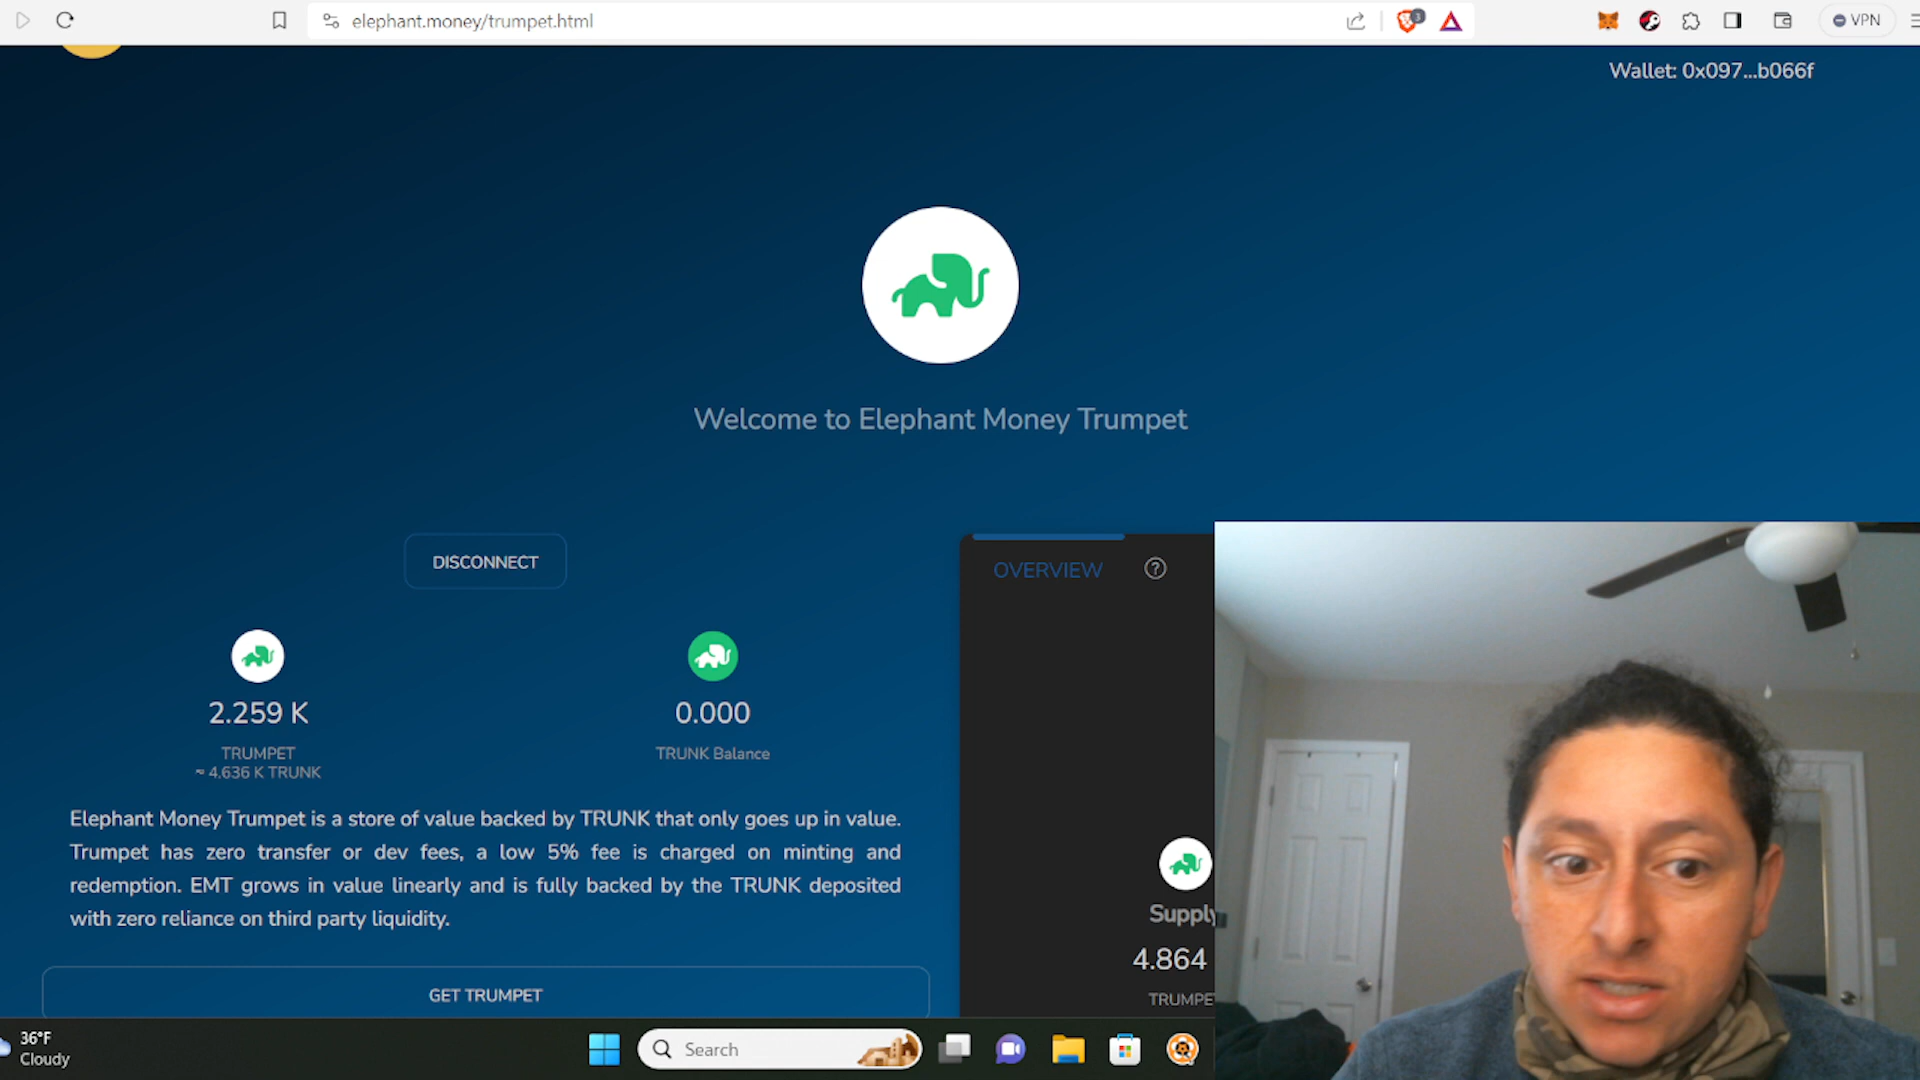 elephant.money/trumpet.html
3
VPN
Wallet: 0x097...b066f
Welcome to Elephant Money Trumpet
DISCONNECT
OVERVIEW ?
2.259 K
TRUMPET
≈ 4.636 K TRUNK
0.000
TRUNK Balance
Elephant Money Trumpet is a store of value backed by TRUNK that only goes up in value.
Trumpet has zero transfer or dev fees, a low 5% fee is charged on minting and
redemption. EMT grows in value linearly and is fully backed by the TRUNK deposited
with zero reliance on third party liquidity.
GET TRUMPET
Supply
4.864
TRUMPE
36°F
Cloudy
Search